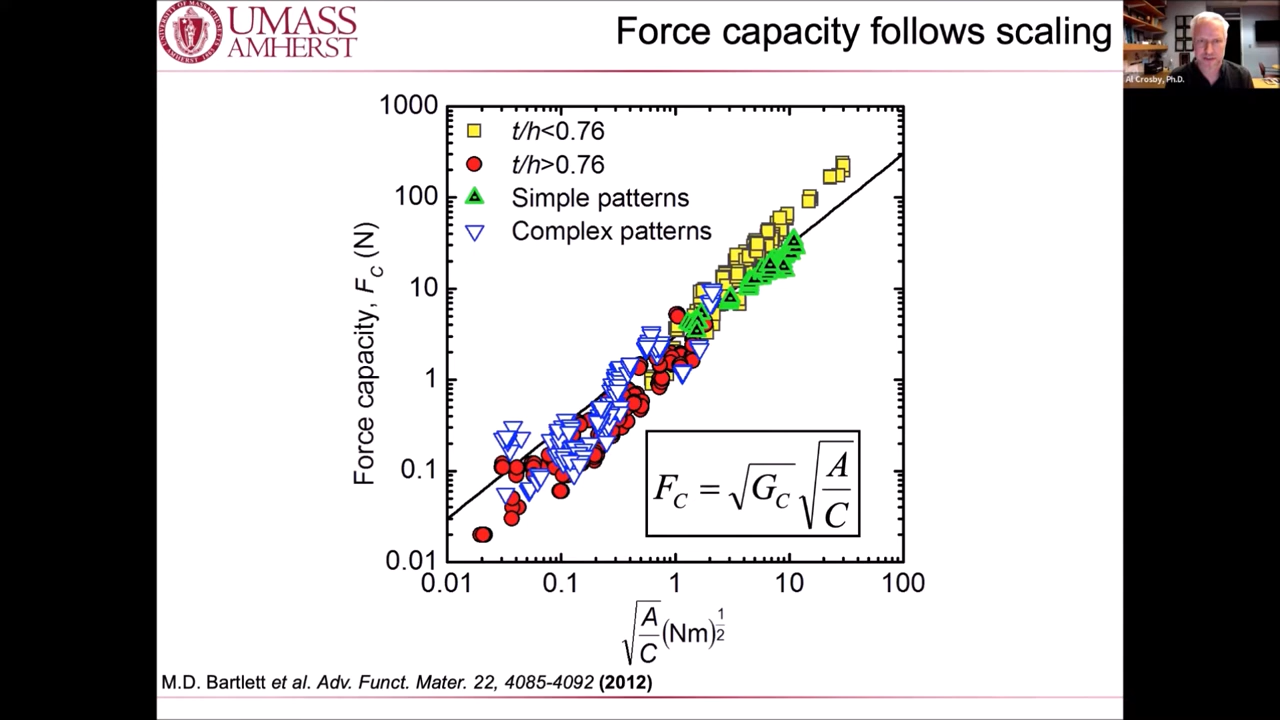 UMASS
AMHERST
Force capacity follows scaling
Al Crosby, Ph.D.
1000
100
10
1
0.1
0.01
Force capacity, F_C (N)
t/h<0.76
t/h>0.76
Simple patterns
Complex patterns
F_C = √G_C √(A/C)
0.01 0.1 1 10 100
√(A/C) (Nm)^(1/2)
M.D. Bartlett et al. Adv. Funct. Mater. 22, 4085-4092 (2012)